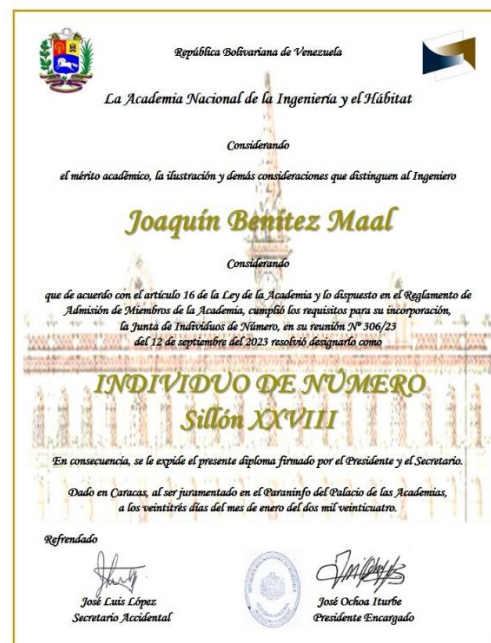 República Bolivariana de Venezuela
La Academia Nacional de la Ingeniería y el Hábitat
Considerando
el mérito académico, la ilustración y demás consideraciones que distinguen al Ingeniero
Joaquín Benítez Maal
Considerando
que de acuerdo con el artículo 16 de la Ley de la Academia y lo dispuesto en el Reglamento de
Admisión de Miembros de la Academia, cumplió los requisitos para su incorporación,
la Junta de Individuos de Número, en su reunión Nº 306/23
del 12 de septiembre del 2023 resolvió designarlo como
INDIVIDUO DE NÚMERO
Sillón XXVIII
En consecuencia, se le expide el presente diploma firmado por el Presidente y el Secretario.
Dado en Caracas, al ser juramentado en el Paraninfo del Palacio de las Academias,
a los veintitrés días del mes de enero del dos mil veinticuatro.
Refrendado
José Luis López
Secretario Accidental
José Ochoa Iturbe
Presidente Encargado